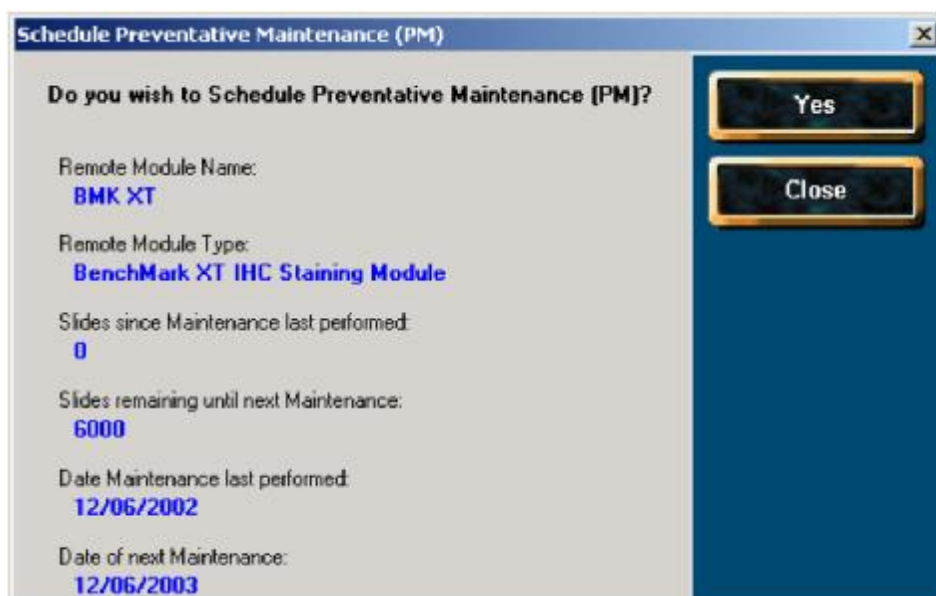 Schedule Preventative Maintenance (PM)
Do you wish to Schedule Preventative Maintenance (PM)?
Yes
Close
Remote Module Name:
BMK XT
Remote Module Type:
BenchMark XT IHC Staining Module
Slides since Maintenance last performed:
0
Slides remaining until next Maintenance:
6000
Date Maintenance last performed:
12/06/2002
Date of next Maintenance:
12/06/2003